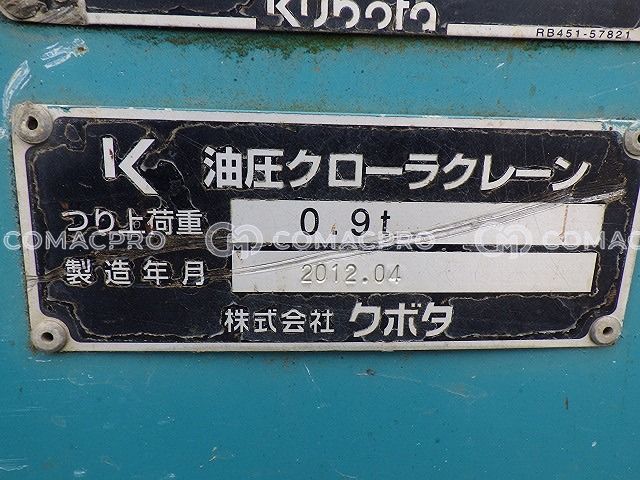 Kubota
RB451-57821
K 油圧クローラクレーン
つり上荷重 0.9t
製造年月 2012.04
株式会社 クボタ
COMACPRO COMACPRO COMACPRO